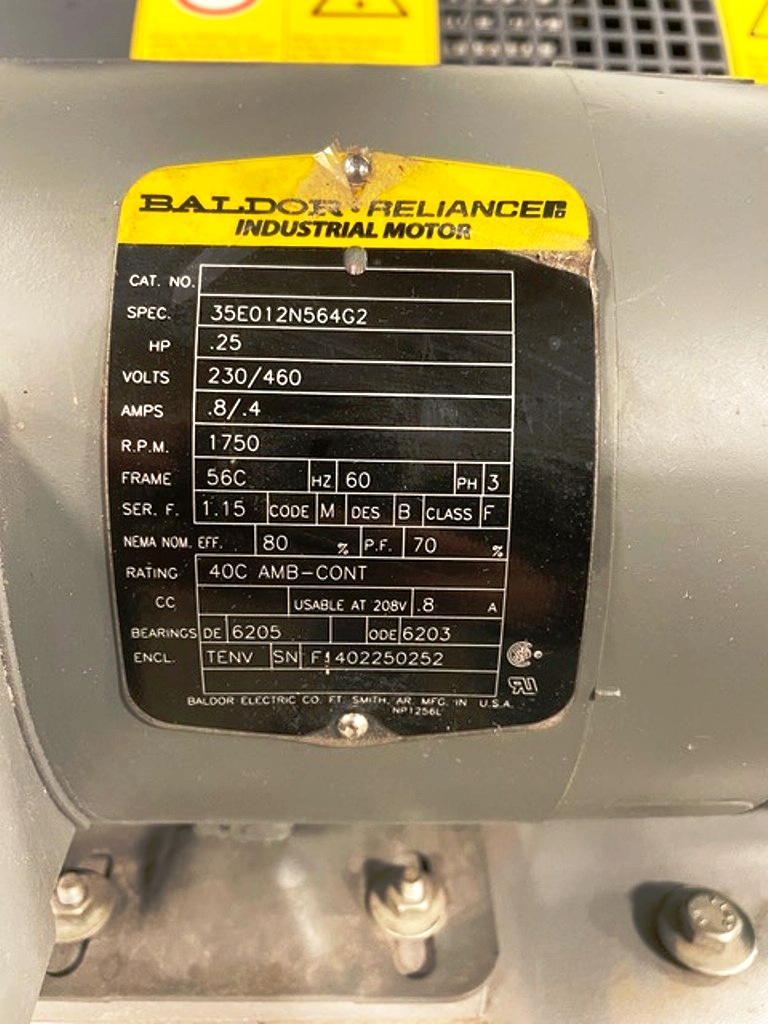 BALDOR · RELIANCE
INDUSTRIAL MOTOR
CAT. NO.
SPEC. 35E012N564G2
HP .25
VOLTS 230/460
AMPS .8/.4
R.P.M. 1750
FRAME 56C HZ 60 PH 3
SER. F. 1.15 CODE M DES B CLASS F
NEMA NOM. EFF. 80 % P.F. 70 %
RATING 40C AMB-CONT
CC USABLE AT 208V .8 A
BEARINGS DE 6205 ODE 6203
ENCL. TENV SN F1402250252
BALDOR ELECTRIC CO. FT. SMITH, AR. MFG. IN U.S.A.
NP1256L